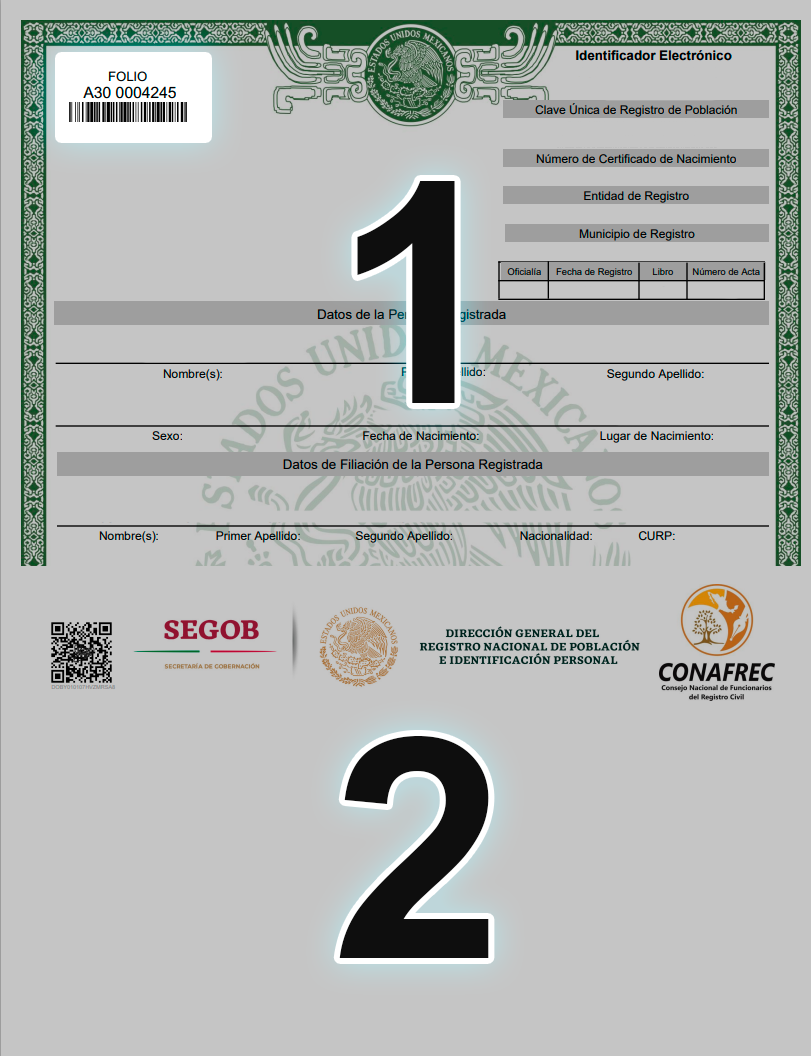 FOLIO
A30 0004245
ESTADOS UNIDOS MEXICANOS
Identificador Electrónico
Clave Única de Registro de Población
Número de Certificado de Nacimiento
Entidad de Registro
Municipio de Registro
Oficialía Fecha de Registro Libro Número de Acta
1
Datos de la Pe gistrada
ESTADOS UNIDOS MEXICANOS
Nombre(s): llido: Segundo Apellido:
Sexo: Fecha de Nacimiento: Lugar de Nacimiento:
Datos de Filiación de la Persona Registrada
Nombre(s): Primer Apellido: Segundo Apellido: Nacionalidad: CURP:
SEGOB
SECRETARÍA DE GOBERNACIÓN
ESTADOS UNIDOS MEXICANOS
DIRECCIÓN GENERAL DEL
REGISTRO NACIONAL DE POBLACIÓN
E IDENTIFICACIÓN PERSONAL
CONAFREC
Consejo Nacional de Funcionarios
del Registro Civil
2